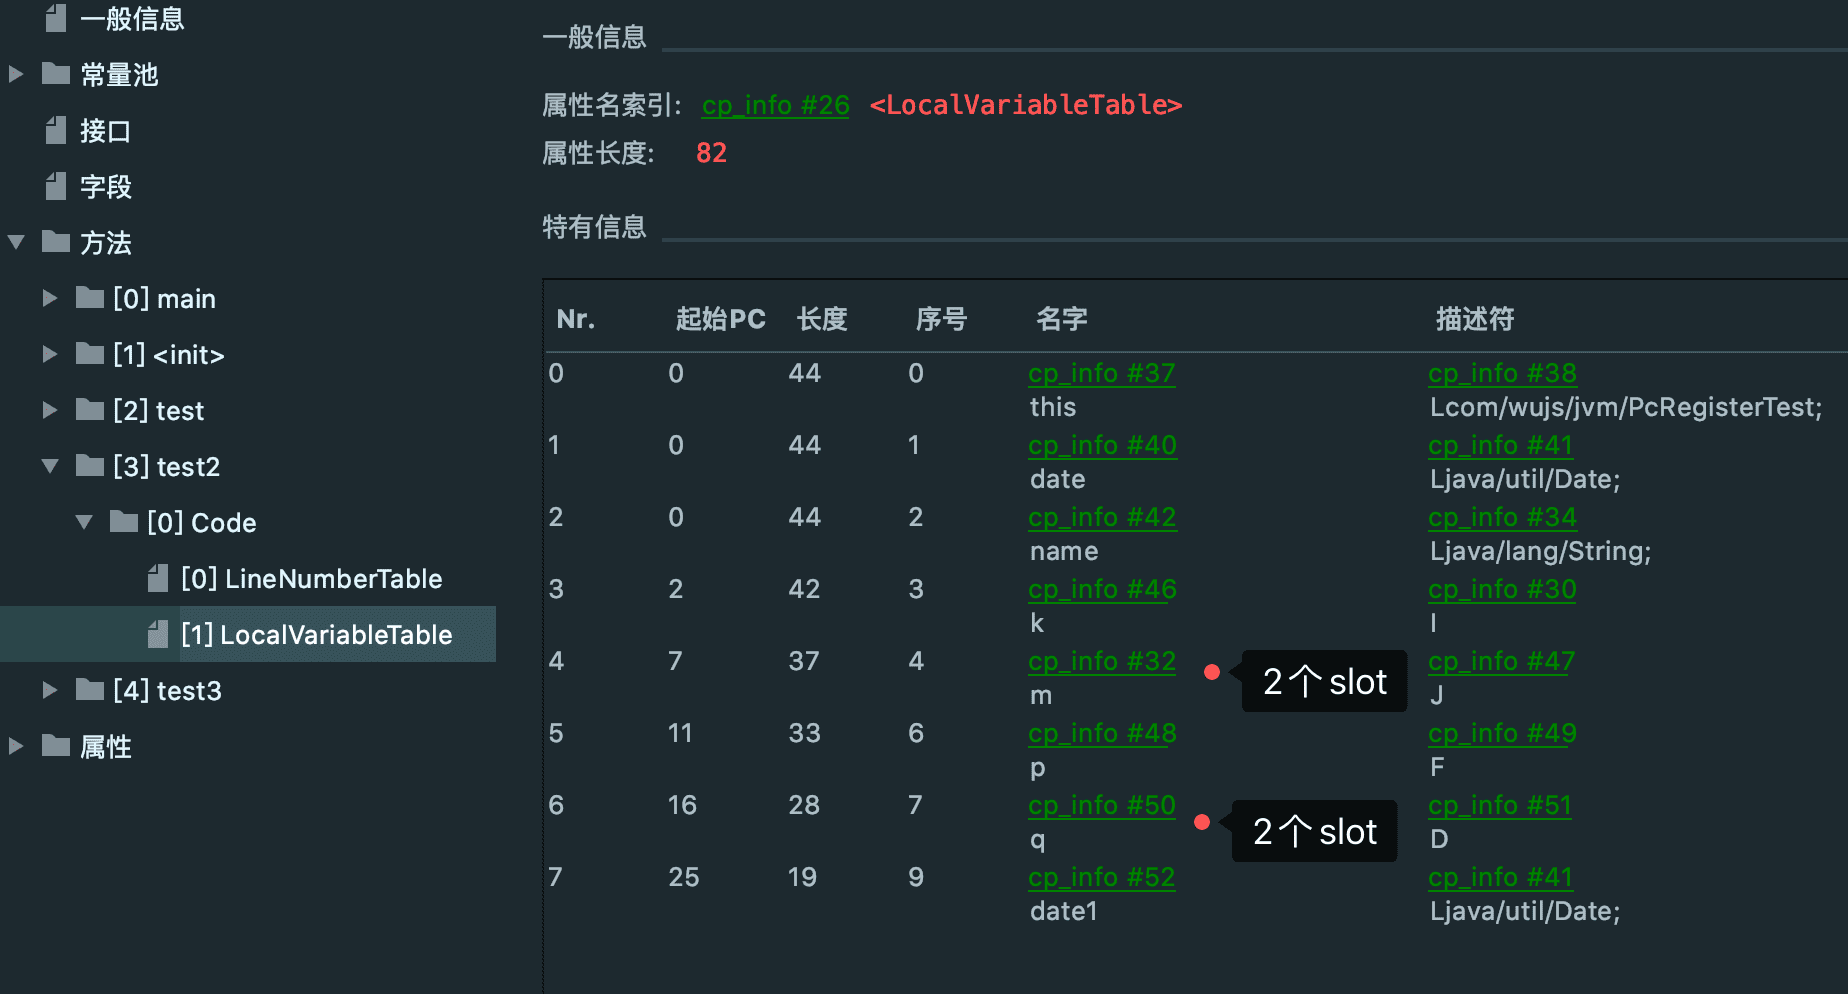 一般信息
常量池
接口
字段
方法
[0] main
[1] <init>
[2] test
[3] test2
[0] Code
[0] LineNumberTable
[1] LocalVariableTable
[4] test3
属性
一般信息
属性名索引: cp_info #26 <LocalVariableTable>
属性长度: 82
特有信息
Nr. 起始PC 长度 序号 名字 描述符
0 0 44 0 cp_info #37 cp_info #38
this Lcom/wujs/jvm/PcRegisterTest;
1 0 44 1 cp_info #40 cp_info #41
date Ljava/util/Date;
2 0 44 2 cp_info #42 cp_info #34
name Ljava/lang/String;
3 2 42 3 cp_info #46 cp_info #30
k I
4 7 37 4 cp_info #32 2个slot cp_info #47
m J
5 11 33 6 cp_info #48 cp_info #49
p F
6 16 28 7 cp_info #50 2个slot cp_info #51
q D
7 25 19 9 cp_info #52 cp_info #41
date1 Ljava/util/Date;